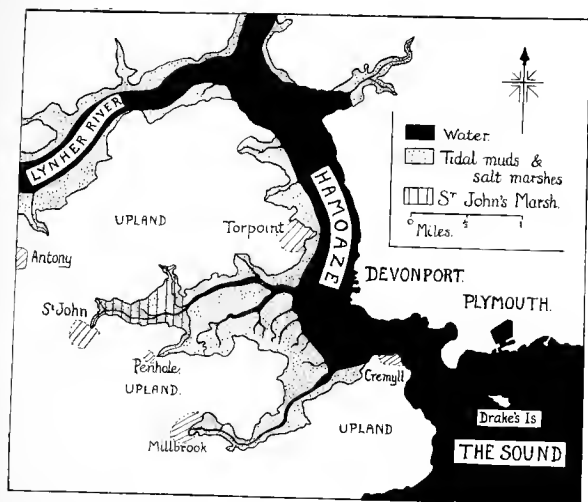 LYNHER RIVER
HAMOAZE
Water.
Tidal muds &
salt marshes
Sᵀ John's Marsh.
0 ½ 1
Miles.
UPLAND
Torpoint
Antony
DEVONPORT.
PLYMOUTH.
Sᵗ John
Penhale
UPLAND.
Cremyll
Drake's Is
UPLAND
Millbrook
THE SOUND